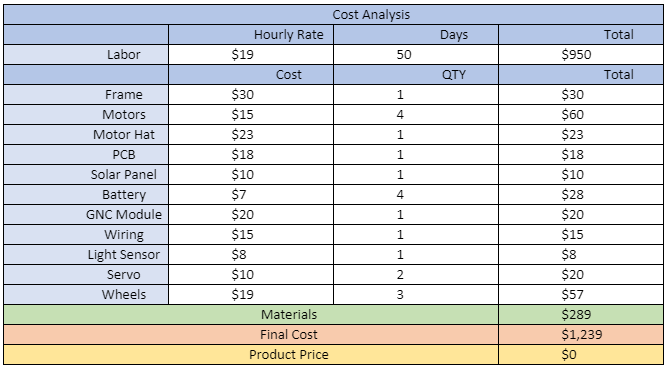 Cost Analysis
Hourly Rate Days Total
Labor $19 50 $950
Cost QTY Total
Frame $30 1 $30
Motors $15 4 $60
Motor Hat $23 1 $23
PCB $18 1 $18
Solar Panel $10 1 $10
Battery $7 4 $28
GNC Module $20 1 $20
Wiring $15 1 $15
Light Sensor $8 1 $8
Servo $10 2 $20
Wheels $19 3 $57
Materials $289
Final Cost $1,239
Product Price $0